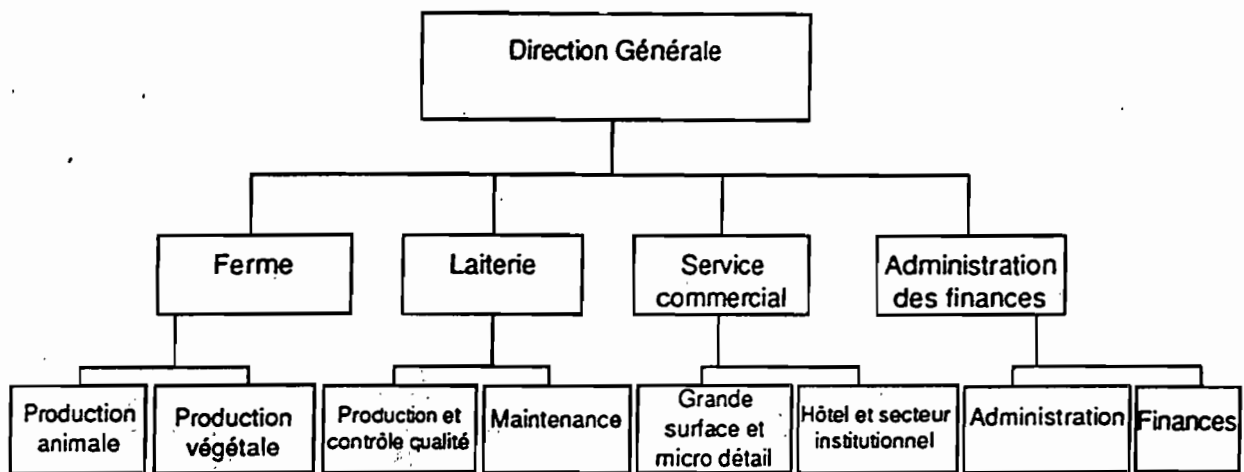 Direction Générale
Ferme
Laiterie
Service
commercial
Administration
des finances
Production
animale
Production
végétale
Production et
contrôle qualité
Maintenance
Grande
surface et
micro détail
Hôtel et secteur
institutionnel
Administration
Finances